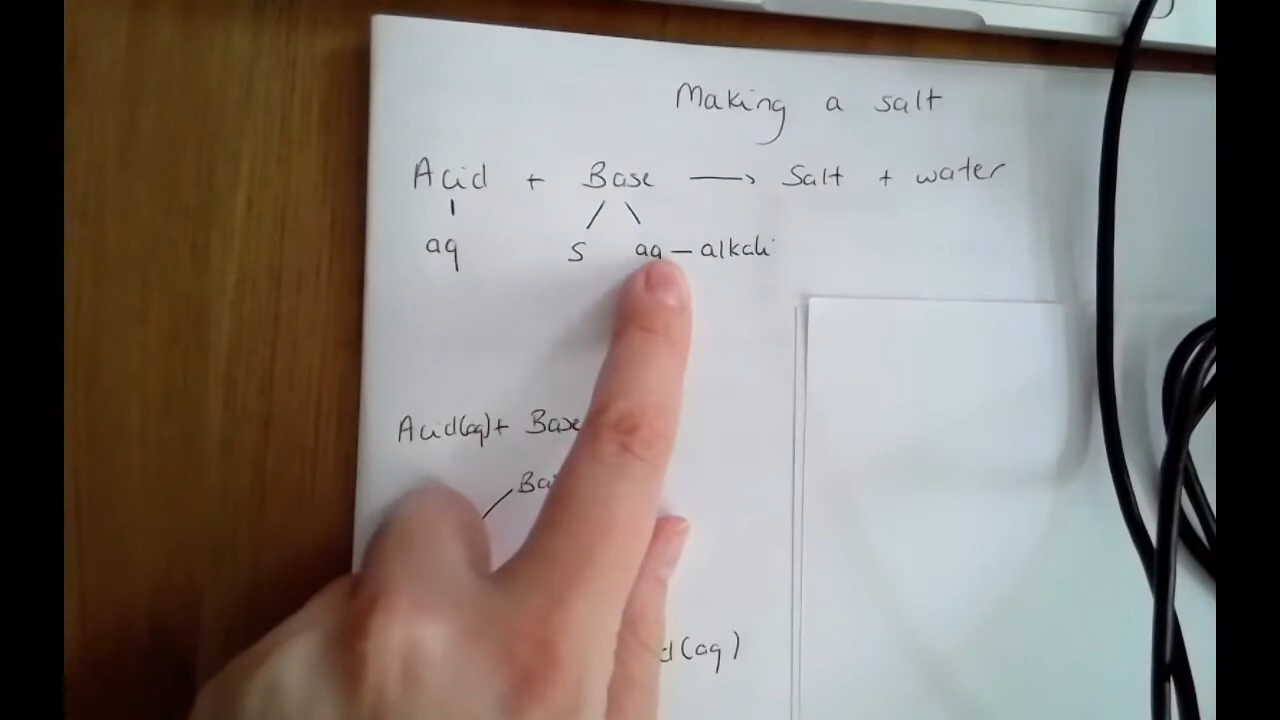 Making a salt
Acid + Base → Salt + water
aq S aq – alkali
Acid(aq) + Base
d(aq)